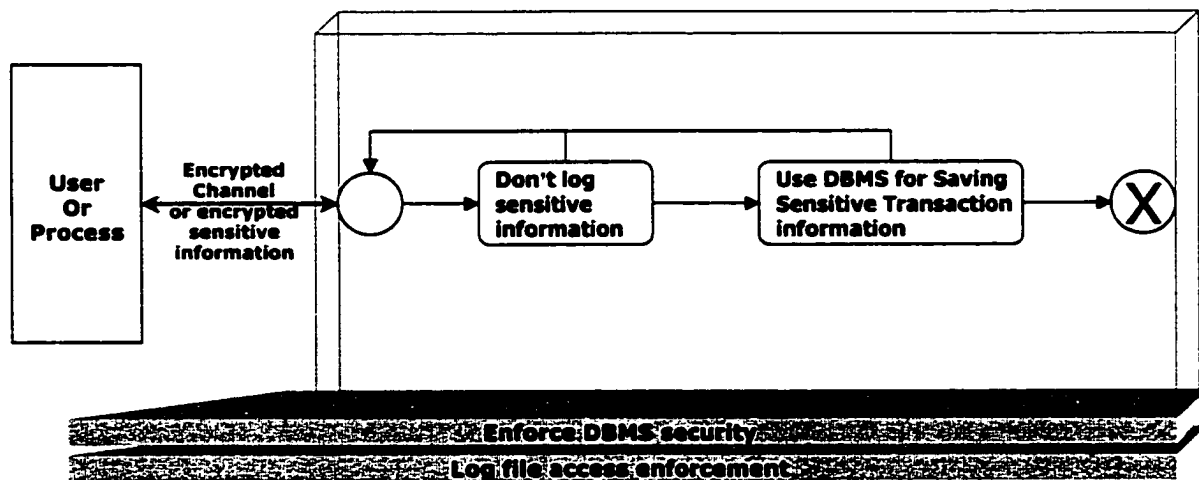 User
Or
Process
Encrypted
Channel
or encrypted
sensitive
information
Don't log
sensitive
information
Use DBMS for Saving
Sensitive Transaction
information
X
Enforce DBMS security
Log file access enforcement